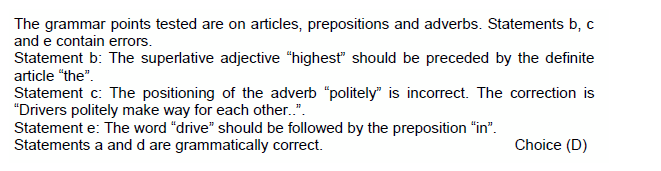 The grammar points tested are on articles, prepositions and adverbs. Statements b, c
and e contain errors.
Statement b: The superlative adjective “highest” should be preceded by the definite
article “the”.
Statement c: The positioning of the adverb “politely” is incorrect. The correction is
“Drivers politely make way for each other..”.
Statement e: The word “drive” should be followed by the preposition “in”.
Statements a and d are grammatically correct. Choice (D)